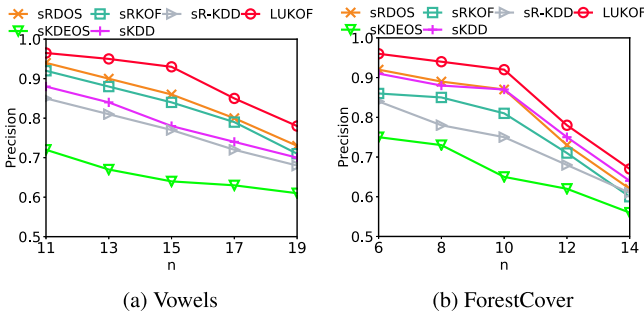 sRDOS sRKOF sR-KDD LUKOF
sKDEOS sKDD
1.0
0.9
0.8
0.7
0.6
0.5
Precision
11 13 15 17 19
n
(a) Vowels
sRDOS sRKOF sR-KDD LUKOF
sKDEOS sKDD
1.0
0.9
0.8
0.7
0.6
0.5
Precision
6 8 10 12 14
n
(b) ForestCover